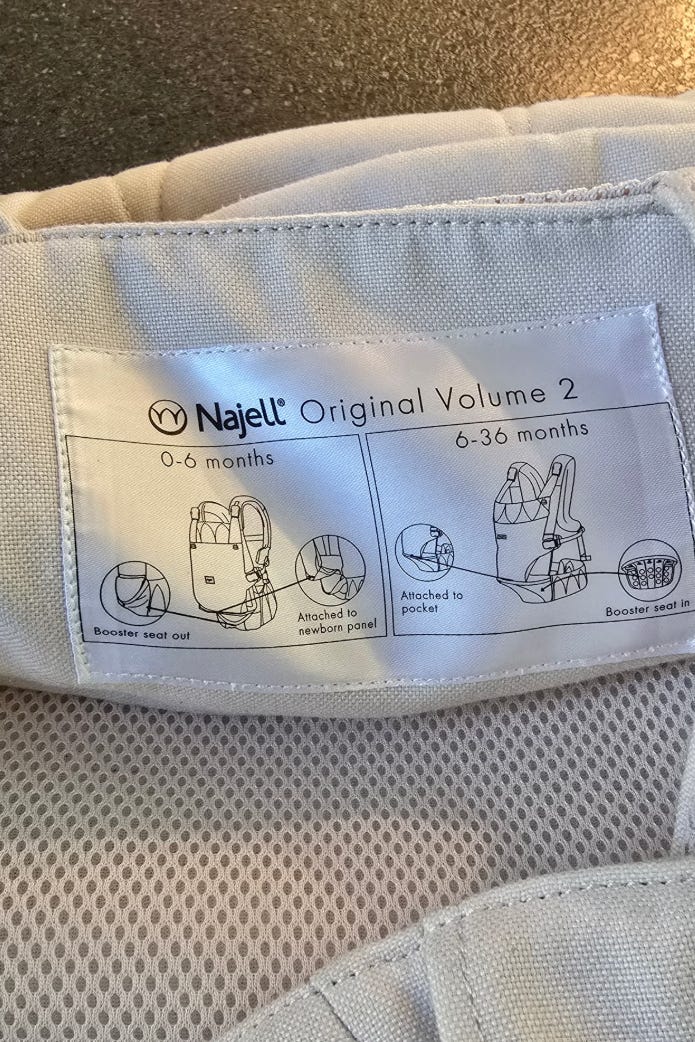 Najell® Original Volume 2
0-6 months
Booster seat out
Attached to
newborn panel
6-36 months
Attached to
pocket
Booster seat in